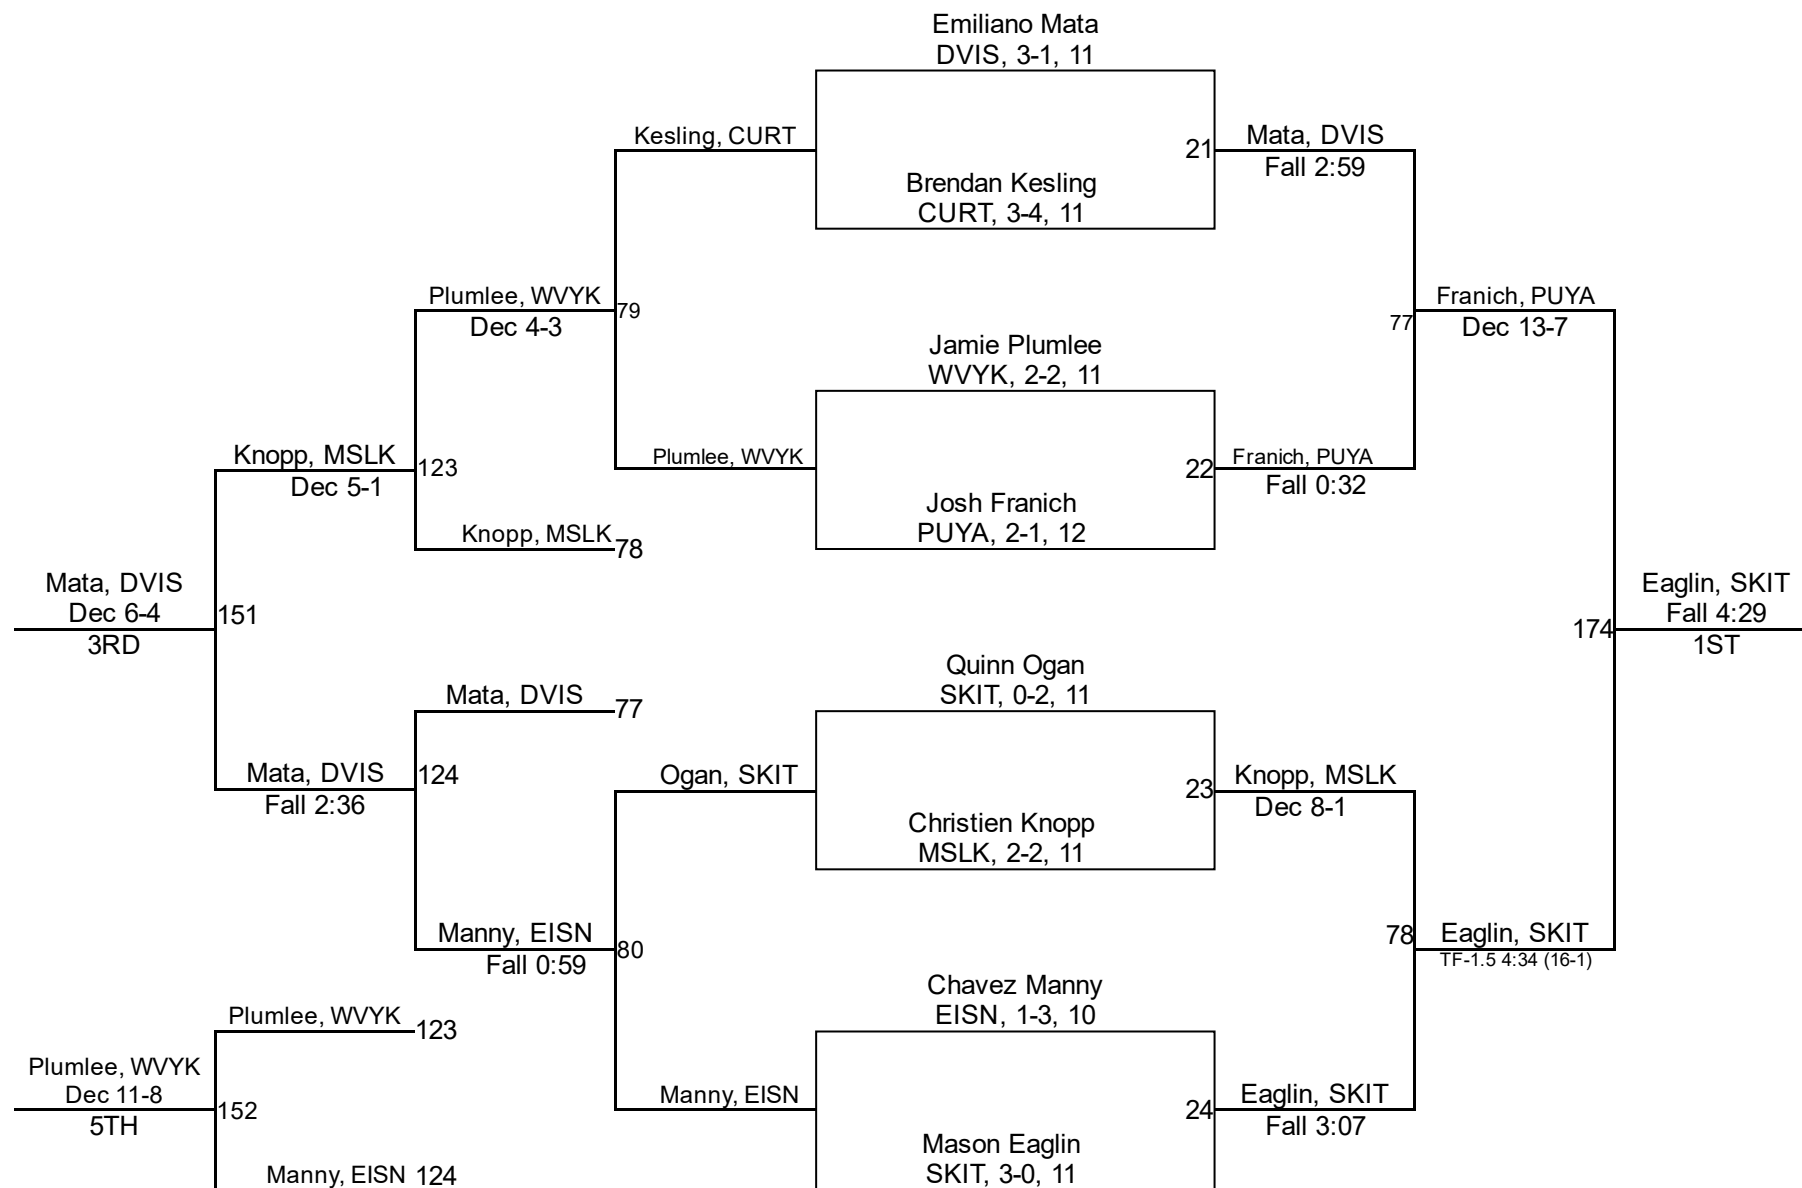 Emiliano Mata
DVIS, 3-1, 11
Kesling, CURT
21
Mata, DVIS
Fall 2:59
Brendan Kesling
CURT, 3-4, 11
Plumlee, WVYK
Dec 4-3
79
77
Franich, PUYA
Dec 13-7
Jamie Plumlee
WVYK, 2-2, 11
Knopp, MSLK
Dec 5-1
123
Plumlee, WVYK
22
Franich, PUYA
Fall 0:32
Josh Franich
PUYA, 2-1, 12
Knopp, MSLK
78
Mata, DVIS
Dec 6-4
3RD
151
174
Eaglin, SKIT
Fall 4:29
1ST
Quinn Ogan
SKIT, 0-2, 11
Mata, DVIS
77
Mata, DVIS
Fall 2:36
124
Ogan, SKIT
23
Knopp, MSLK
Dec 8-1
Christien Knopp
MSLK, 2-2, 11
Manny, EISN
Fall 0:59
80
78
Eaglin, SKIT
TF-1.5 4:34 (16-1)
Chavez Manny
EISN, 1-3, 10
Plumlee, WVYK
123
Plumlee, WVYK
Dec 11-8
5TH
152
Manny, EISN
24
Eaglin, SKIT
Fall 3:07
Mason Eaglin
SKIT, 3-0, 11
Manny, EISN
124